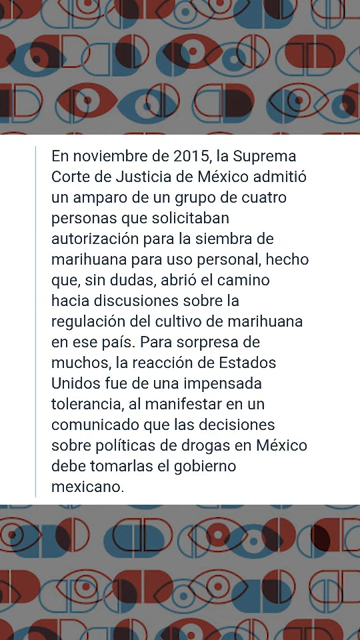 En noviembre de 2015, la Suprema
Corte de Justicia de México admitió
un amparo de un grupo de cuatro
personas que solicitaban
autorización para la siembra de
marihuana para uso personal, hecho
que, sin dudas, abrió el camino
hacia discusiones sobre la
regulación del cultivo de marihuana
en ese país. Para sorpresa de
muchos, la reacción de Estados
Unidos fue de una impensada
tolerancia, al manifestar en un
comunicado que las decisiones
sobre políticas de drogas en México
debe tomarlas el gobierno
mexicano.